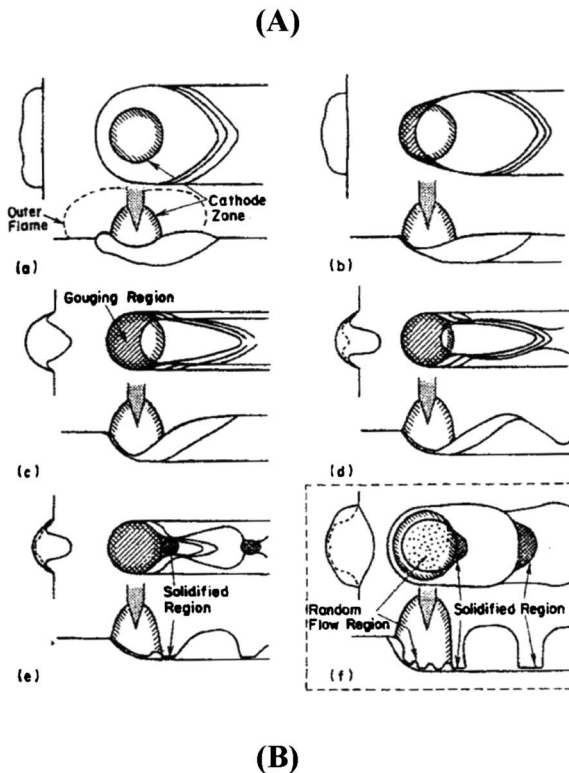 (A)
Outer
Flame
Cathode
Zone
(a)
(b)
Gouging Region
(c)
(d)
Solidified
Region
(e)
Random
Flow Region
Solidified Region
(f)
(B)